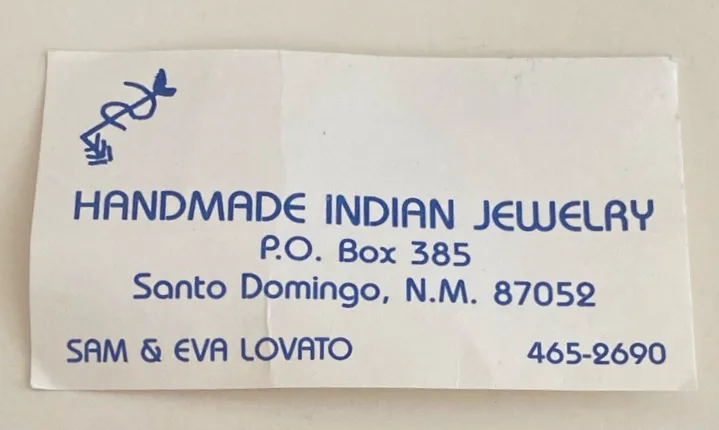 HANDMADE INDIAN JEWELRY
P.O. Box 385
Santo Domingo, N.M. 87052
SAM & EVA LOVATO 465-2690